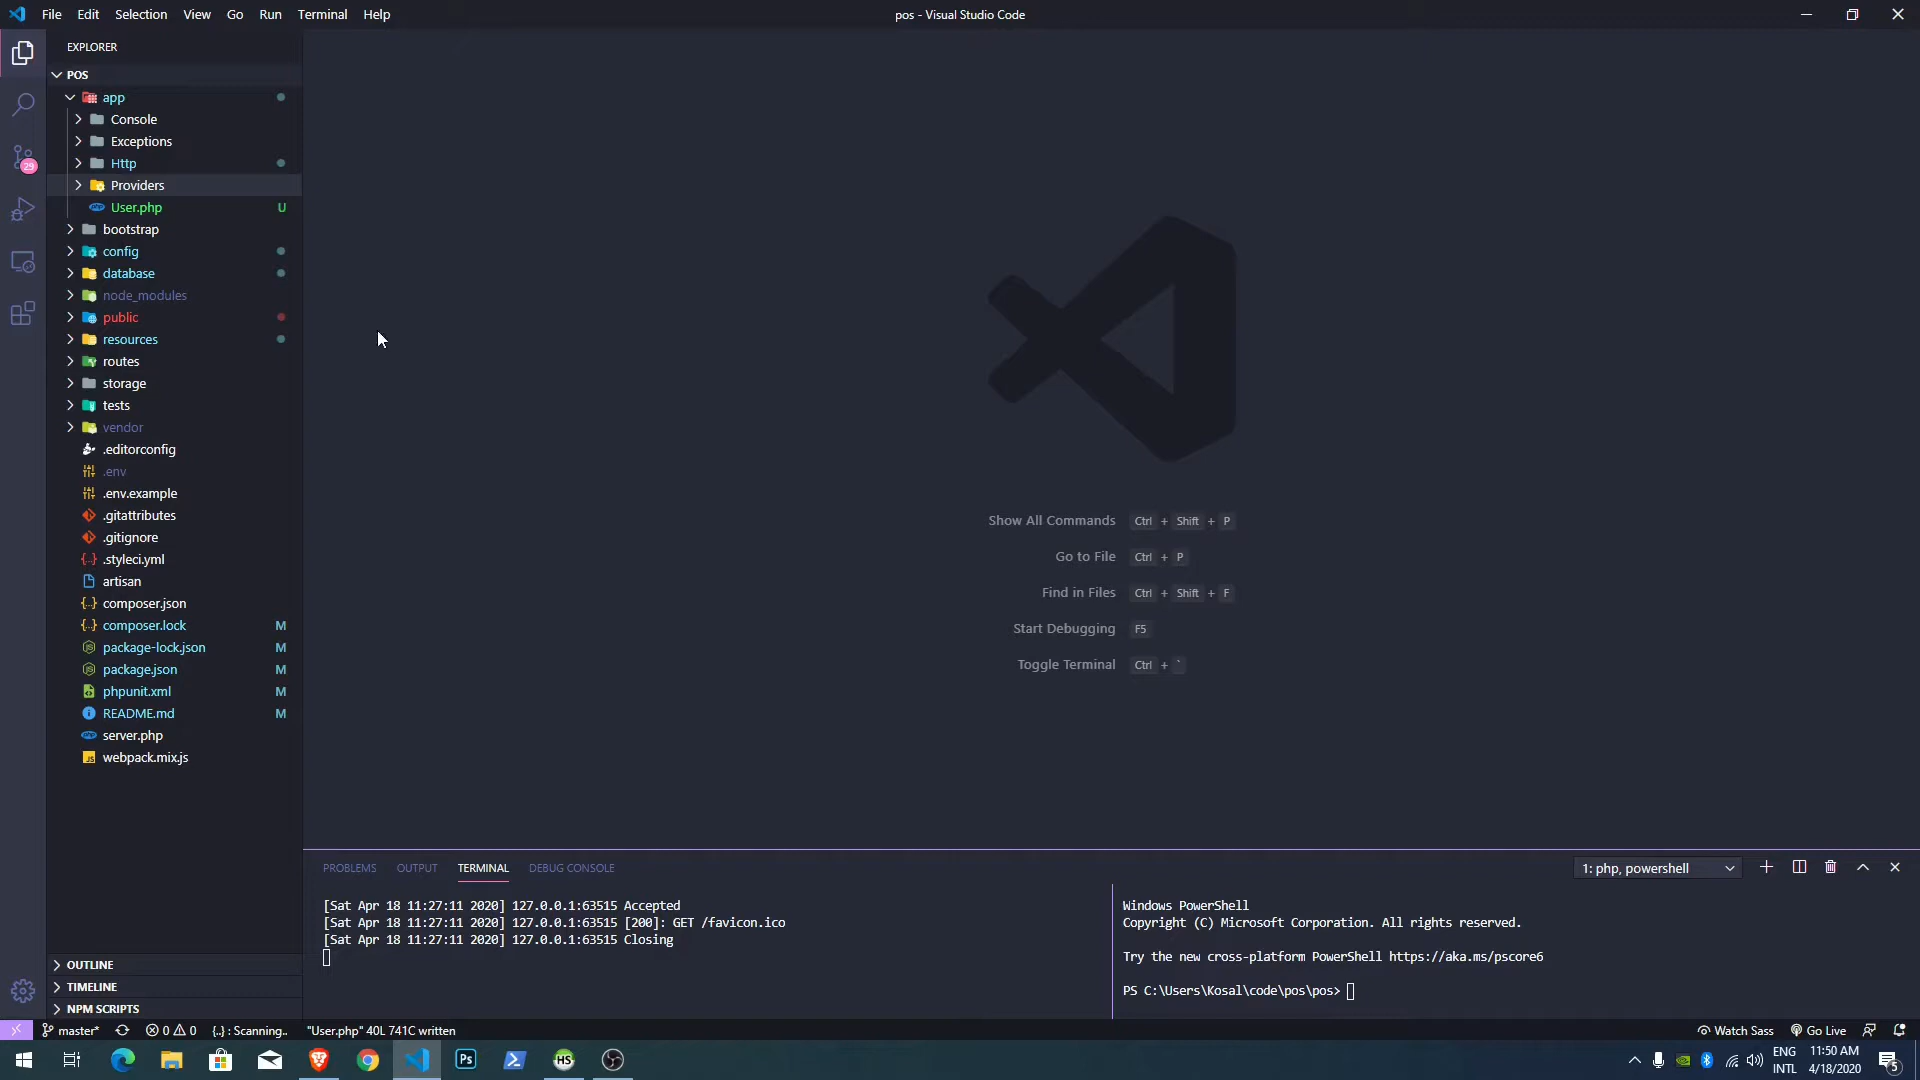 File Edit Selection View Go Run Terminal Help
pos - Visual Studio Code
EXPLORER
POS
app
Console
Exceptions
Http
Providers
User.php U
bootstrap
config
database
node_modules
public
resources
routes
storage
tests
vendor
.editorconfig
.env
.env.example
.gitattributes
.gitignore
.styleci.yml
artisan
composer.json
composer.lock M
package-lock.json M
package.json M
phpunit.xml M
README.md M
server.php
webpack.mix.js
29
OUTLINE
TIMELINE
NPM SCRIPTS
Show All Commands Ctrl + Shift + P
Go to File Ctrl + P
Find in Files Ctrl + Shift + F
Start Debugging F5
Toggle Terminal Ctrl + `
PROBLEMS OUTPUT TERMINAL DEBUG CONSOLE
1: php, powershell
[Sat Apr 18 11:27:11 2020] 127.0.0.1:63515 Accepted
[Sat Apr 18 11:27:11 2020] 127.0.0.1:63515 [200]: GET /favicon.ico
[Sat Apr 18 11:27:11 2020] 127.0.0.1:63515 Closing
Windows PowerShell
Copyright (C) Microsoft Corporation. All rights reserved.
Try the new cross-platform PowerShell https://aka.ms/pscore6
PS C:\Users\Kosal\code\pos\pos>
master* 0 0 {..} : Scanning.. "User.php" 40L 741C written
Watch Sass Go Live
Ps HS
ENG
INTL
11:50 AM
4/18/2020
5